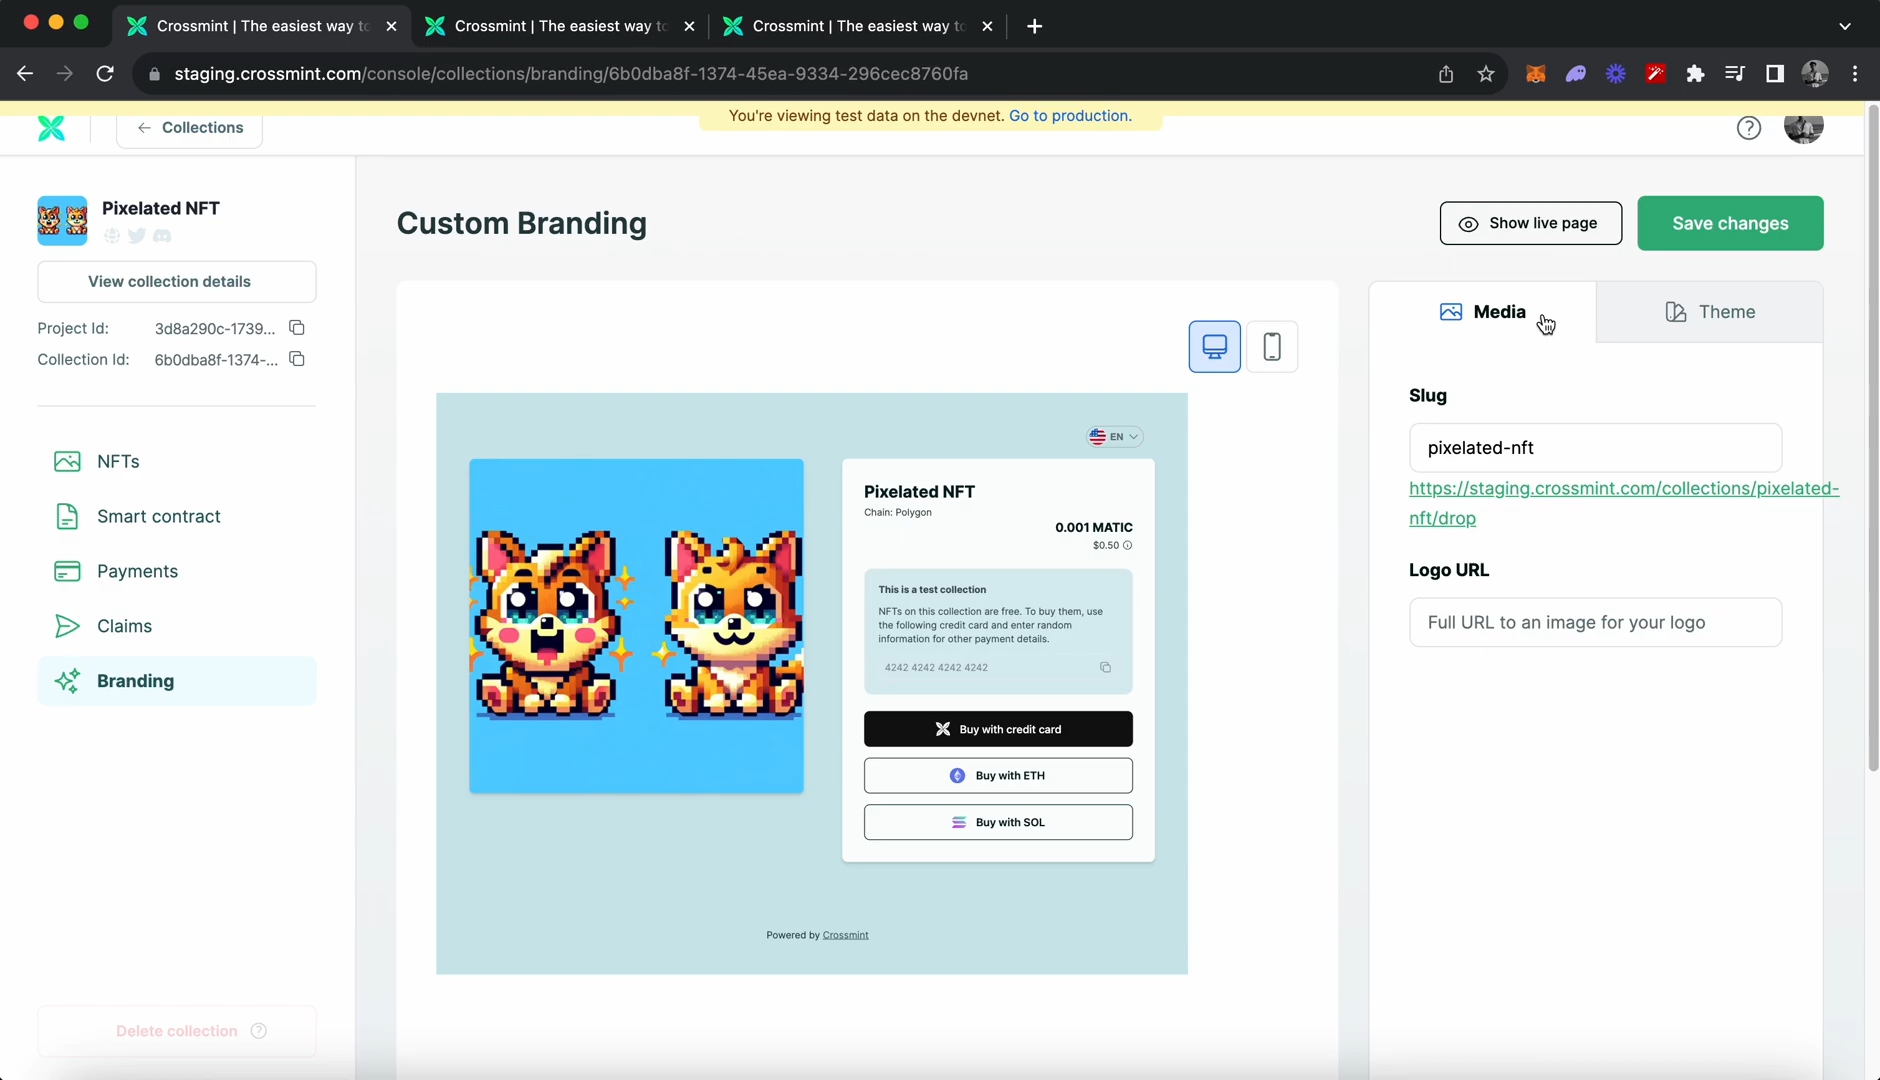 Crossmint | The easiest way to
Crossmint | The easiest way to
Crossmint | The easiest way to
staging.crossmint.com/console/collections/branding/6b0dba8f-1374-45ea-9334-296cec8760fa
You're viewing test data on the devnet. Go to production.
← Collections
?
Pixelated NFT
View collection details
Project Id: 3d8a290c-1739...
Collection Id: 6b0dba8f-1374-...
NFTs
Smart contract
Payments
Claims
Branding
Delete collection ?
Custom Branding
Show live page
Save changes
EN
Pixelated NFT
Chain: Polygon
0.001 MATIC
$0.50
This is a test collection
NFTs on this collection are free. To buy them, use
the following credit card and enter random
information for other payment details.
4242 4242 4242 4242
Buy with credit card
Buy with ETH
Buy with SOL
Powered by Crossmint
Media
Theme
Slug
pixelated-nft
https://staging.crossmint.com/collections/pixelated-
nft/drop
Logo URL
Full URL to an image for your logo